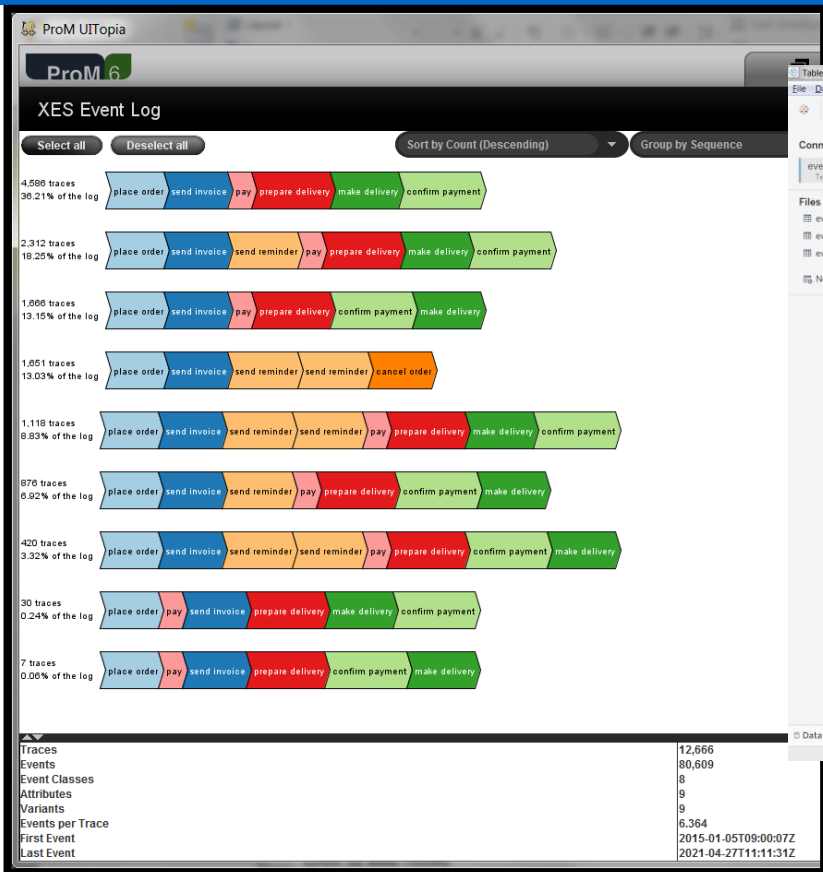 ProM UITopia
ProM 6
XES Event Log
Select all Deselect all Sort by Count (Descending) Group by Sequence
4,586 traces
36.21% of the log
place order send invoice pay prepare delivery make delivery confirm payment
2,312 traces
18.25% of the log
place order send invoice send reminder pay prepare delivery make delivery confirm payment
1,666 traces
13.15% of the log
place order send invoice pay prepare delivery confirm payment make delivery
1,651 traces
13.03% of the log
place order send invoice send reminder send reminder cancel order
1,118 traces
8.83% of the log
place order send invoice send reminder send reminder pay prepare delivery make delivery confirm payment
876 traces
6.92% of the log
place order send invoice send reminder pay prepare delivery confirm payment make delivery
420 traces
3.32% of the log
place order send invoice send reminder send reminder pay prepare delivery confirm payment make delivery
30 traces
0.24% of the log
place order pay send invoice prepare delivery make delivery confirm payment
7 traces
0.06% of the log
place order pay send invoice prepare delivery confirm payment make delivery
Traces 12,666
Events 80,609
Event Classes 8
Attributes 9
Variants 9
Events per Trace 6.364
First Event 2015-01-05T09:00:07Z
Last Event 2021-04-27T11:11:31Z
Table
File Da
Conn
eve
Te
Files
ev
ev
ev
N
Data